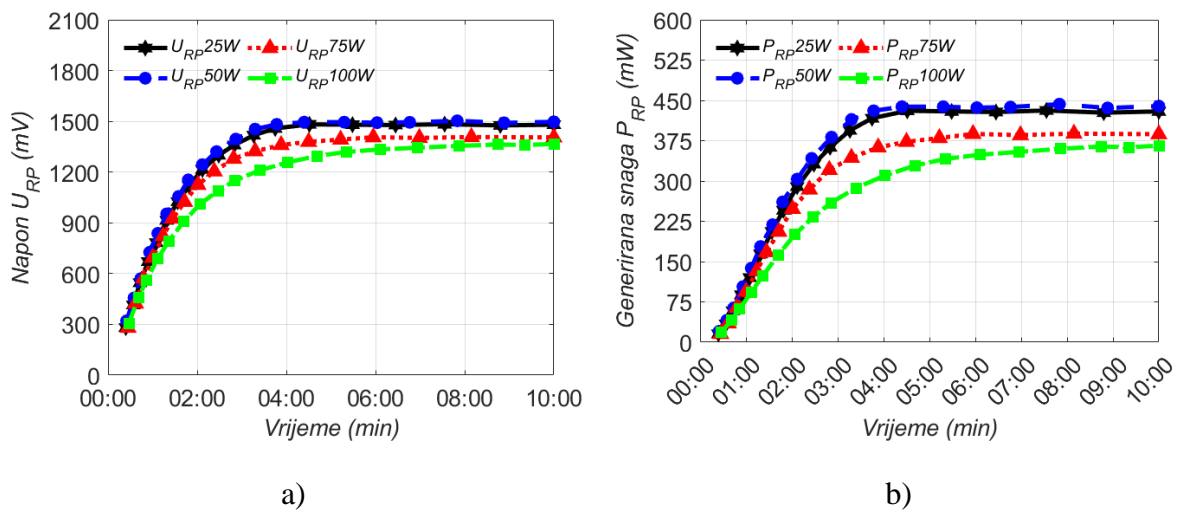 2100
1800
1500
1200
900
600
300
0
Napon U_RP (mV)
U_RP25W
U_RP75W
U_RP50W
U_RP100W
00:00 02:00 04:00 06:00 08:00 10:00
Vrijeme (min)
a)
600
525
450
375
300
225
150
75
0
Generirana snaga P_RP (mW)
P_RP25W
P_RP75W
P_RP50W
P_RP100W
00:00 01:00 02:00 03:00 04:00 05:00 06:00 07:00 08:00 09:00 10:00
Vrijeme (min)
b)